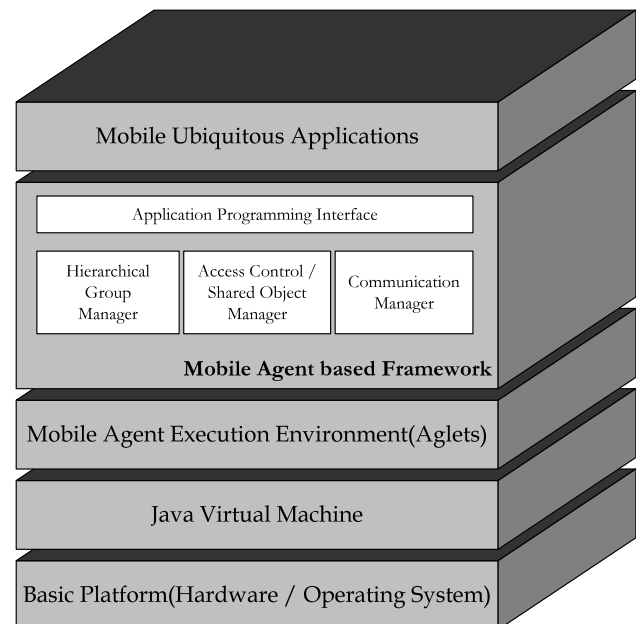 Mobile Ubiquitous Applications
Application Programming Interface
Hierarchical
Group
Manager
Access Control /
Shared Object
Manager
Communication
Manager
Mobile Agent based Framework
Mobile Agent Execution Environment(Aglets)
Java Virtual Machine
Basic Platform(Hardware / Operating System)